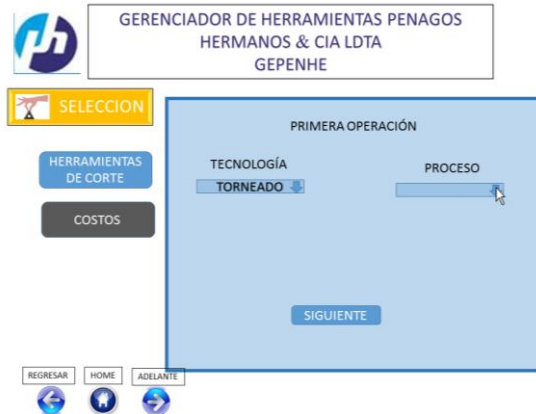 GERENCIADOR DE HERRAMIENTAS PENAGOS
HERMANOS & CIA LDTA
GEPENHE
SELECCION
PRIMERA OPERACIÓN
HERRAMIENTAS
DE CORTE
TECNOLOGÍA
PROCESO
TORNEADO
COSTOS
SIGUIENTE
REGRESAR
HOME
ADELANTE